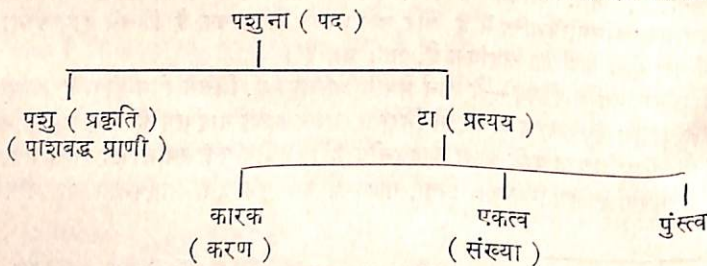 पशुना ( पद )
पशु ( प्रकृति ) टा ( प्रत्यय )
( पाशबद्ध प्राणी )
कारक एकत्व पुंस्त्व
( करण ) ( संख्या )